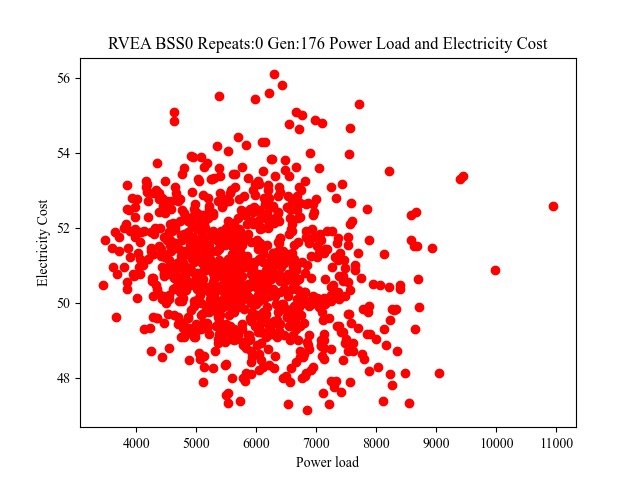 RVEA BSS0 Repeats:0 Gen:176 Power Load and Electricity Cost
56
54
52
50
48
Electricity Cost
4000 5000 6000 7000 8000 9000 10000 11000
Power load